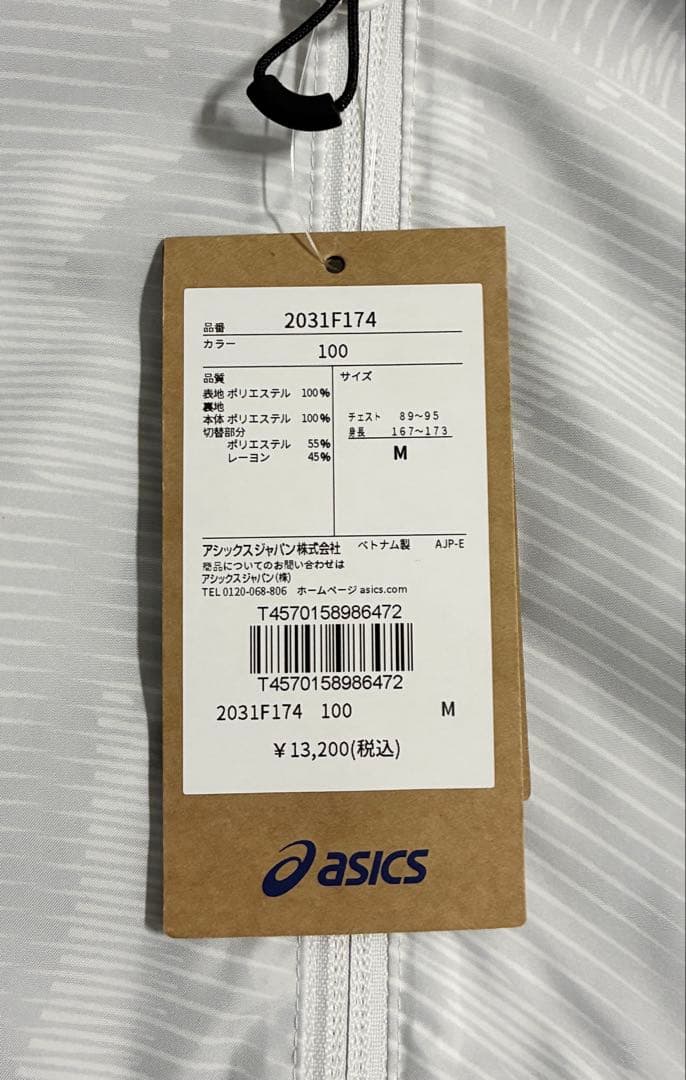 品番 2031F174
カラー
100
品質
表地 ポリエステル 100%
裏地
本体 ポリエステル 100%
切替部分
ポリエステル 55%
レーヨン 45%
サイズ
チェスト 89～95
身長 167～173
M
アシックスジャパン株式会社 ベトナム製 AJP-E
商品についてのお問い合わせは
アシックスジャパン(株)
TEL 0120-068-806 ホームページ asics.com
T4570158986472
T4570158986472
2031F174 100 M
￥13,200(税込)
asics